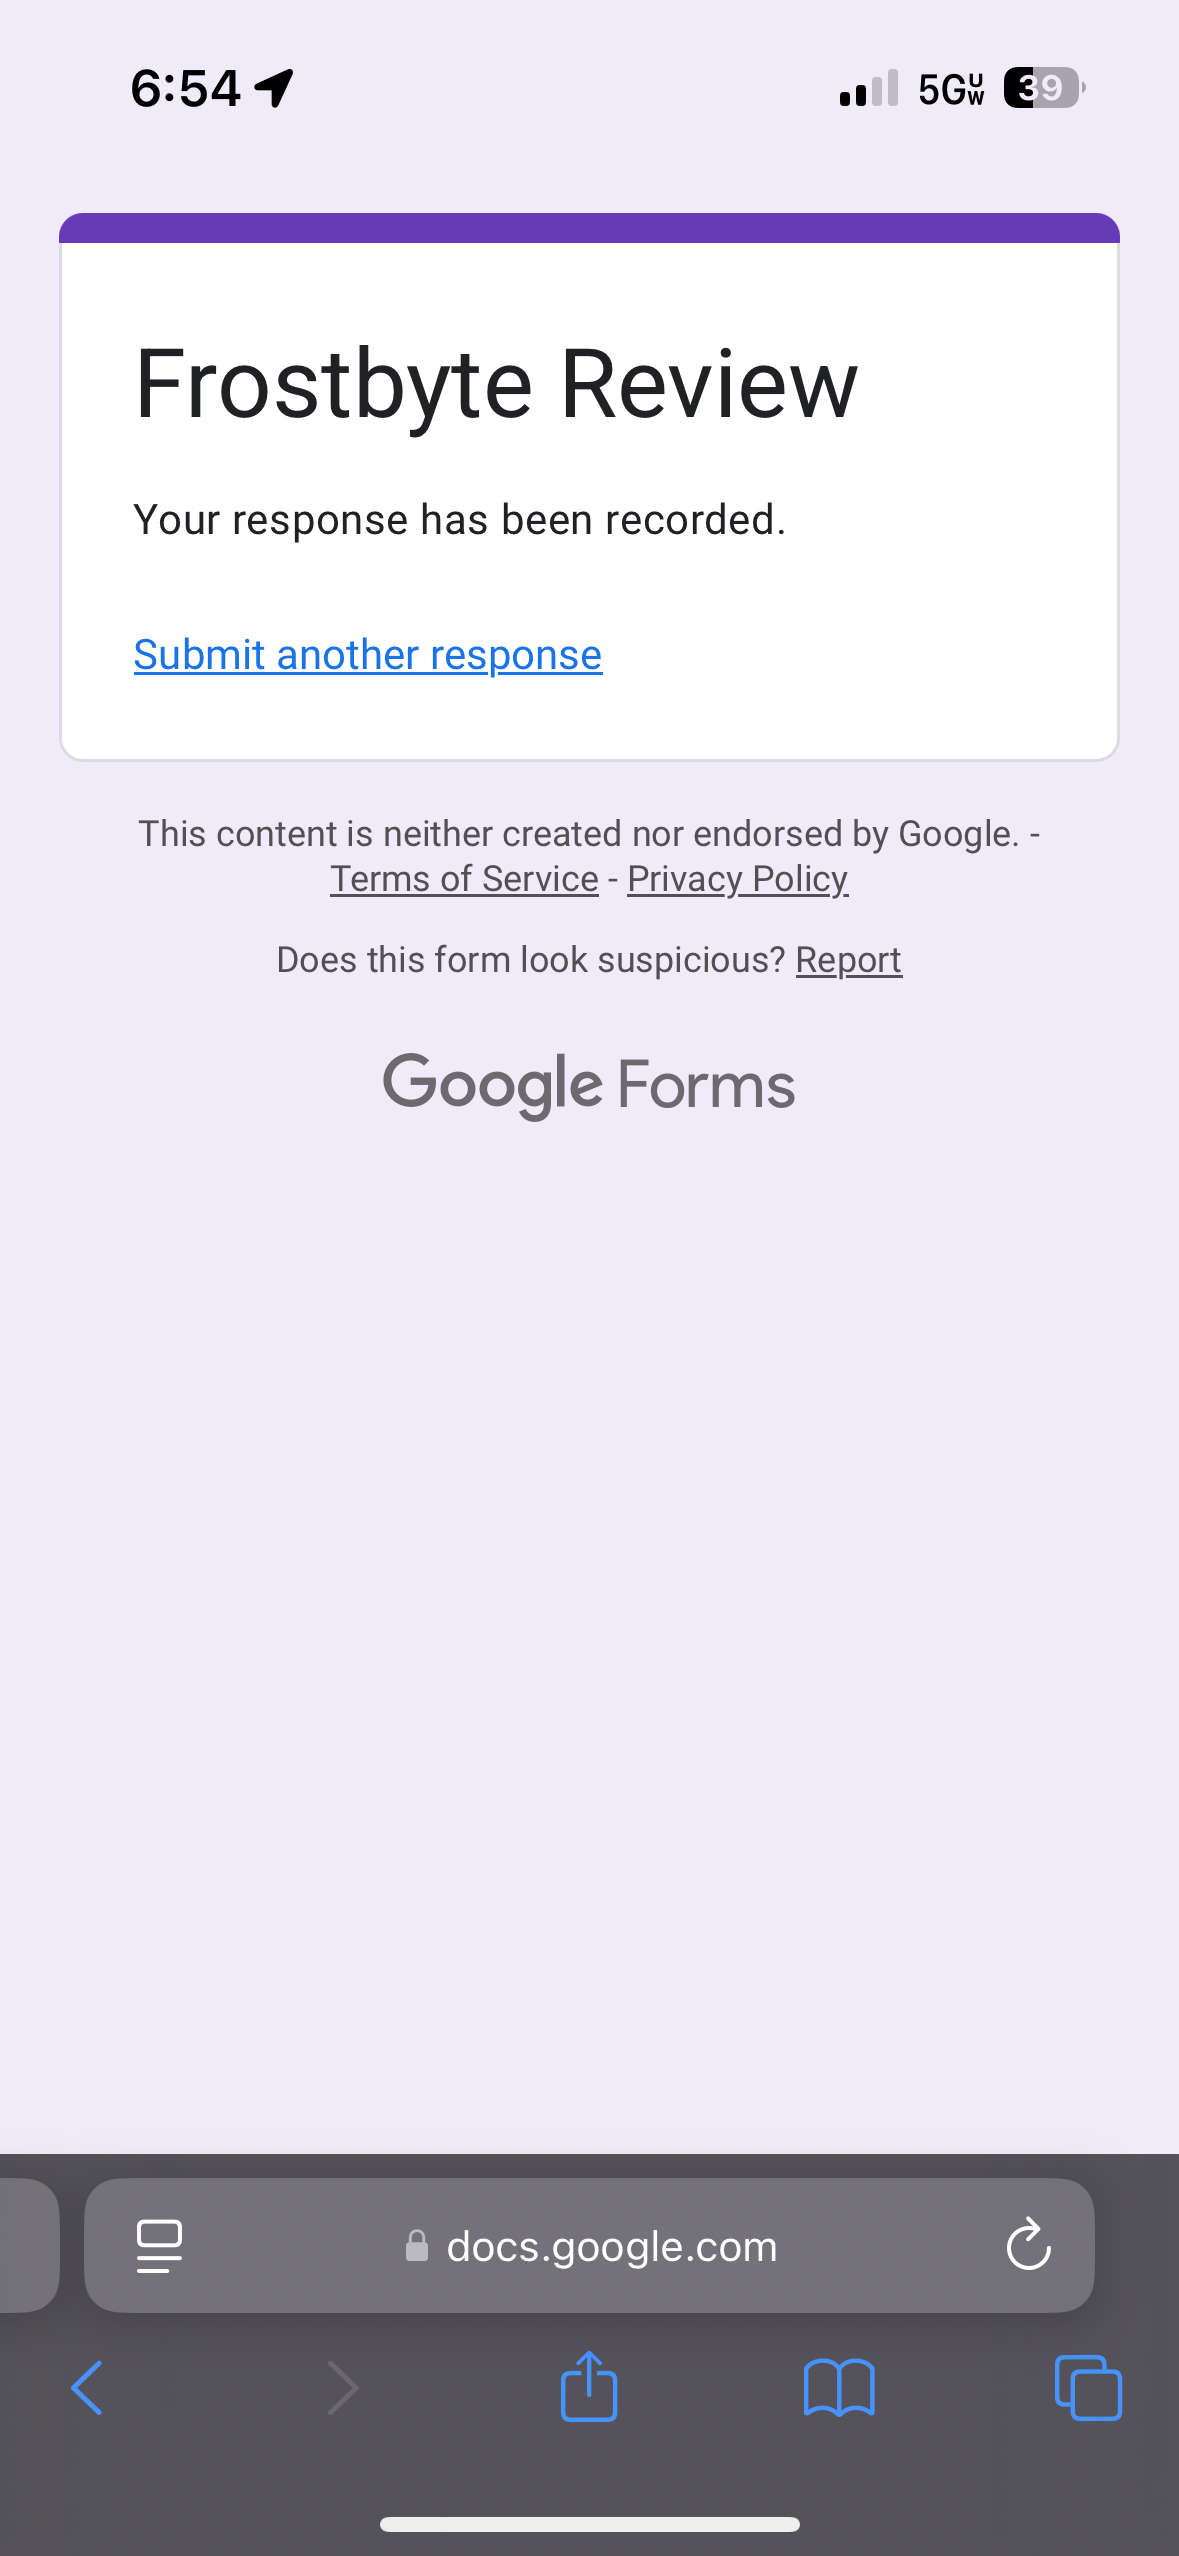 6:54
5G UW
39
Frostbyte Review
Your response has been recorded.
Submit another response
This content is neither created nor endorsed by Google. -
Terms of Service - Privacy Policy
Does this form look suspicious? Report
Google Forms
docs.google.com